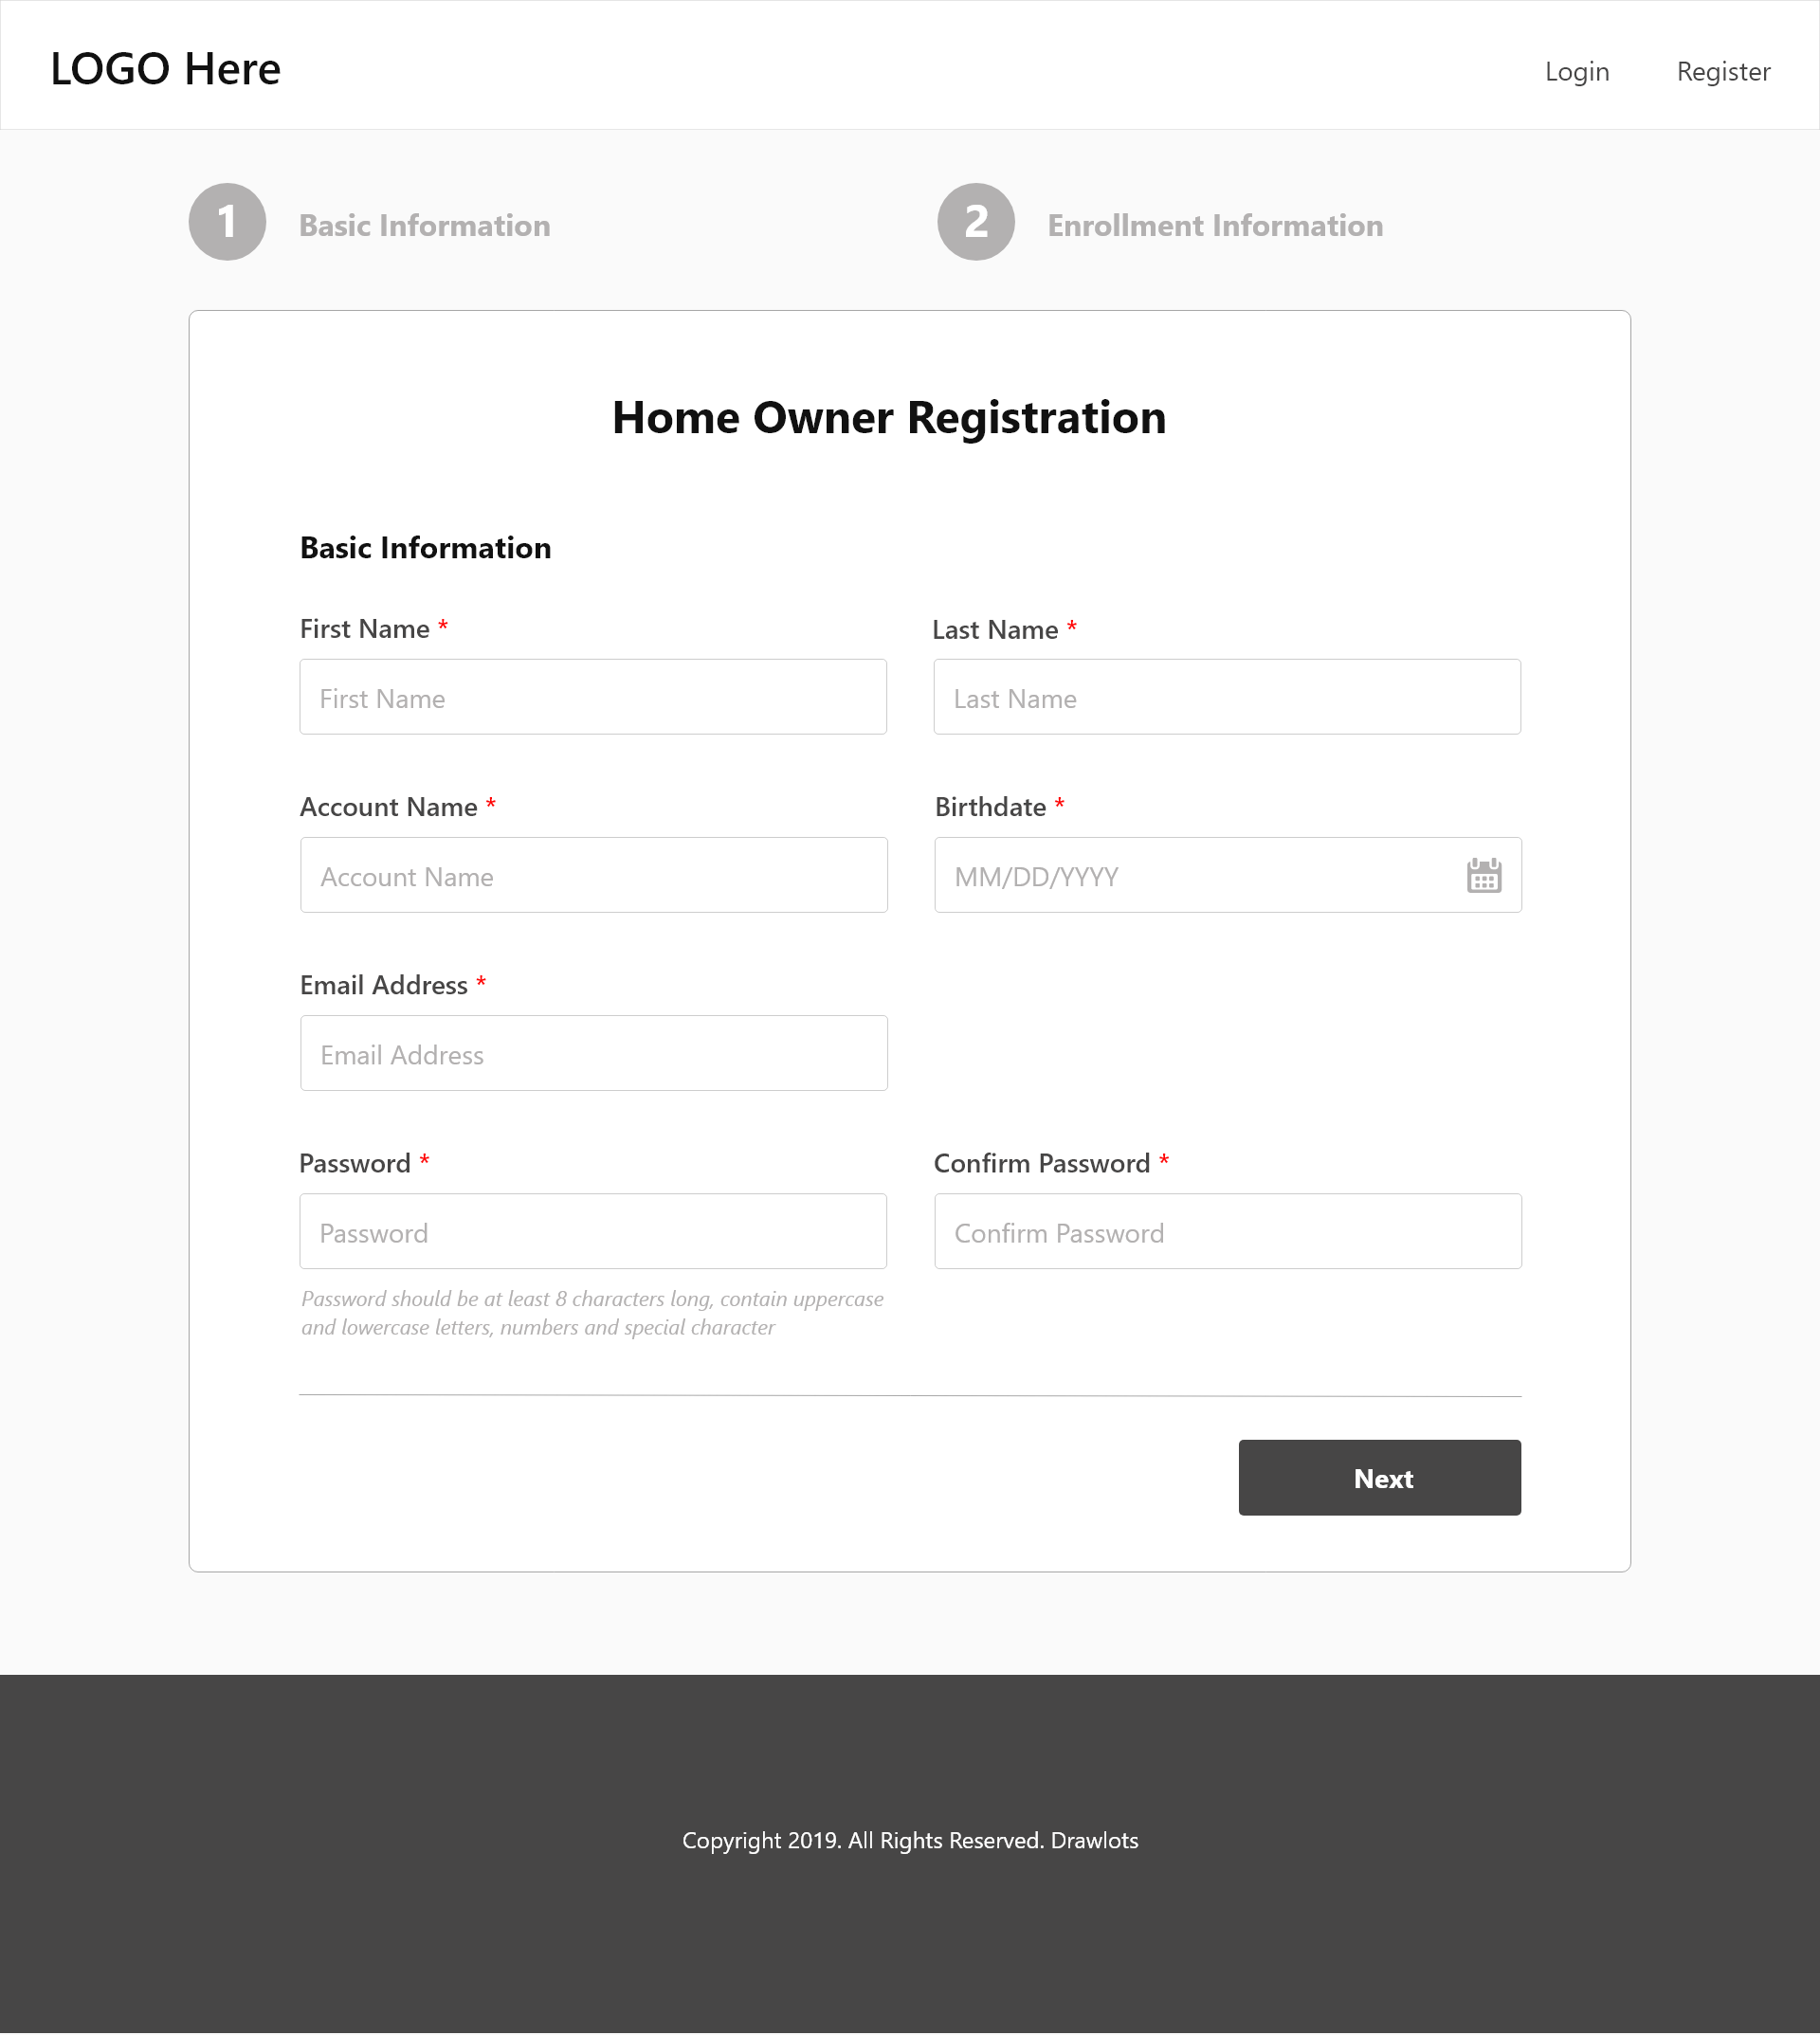 LOGO Here
Login
Register
1
Basic Information
2
Enrollment Information
Home Owner Registration
Basic Information
First Name *
Last Name *
First Name
Last Name
Account Name *
Birthdate *
Account Name
MM/DD/YYYY
Email Address *
Email Address
Password *
Confirm Password *
Password
Confirm Password
Password should be at least 8 characters long, contain uppercase
and lowercase letters, numbers and special character
Next
Copyright 2019. All Rights Reserved. Drawlots